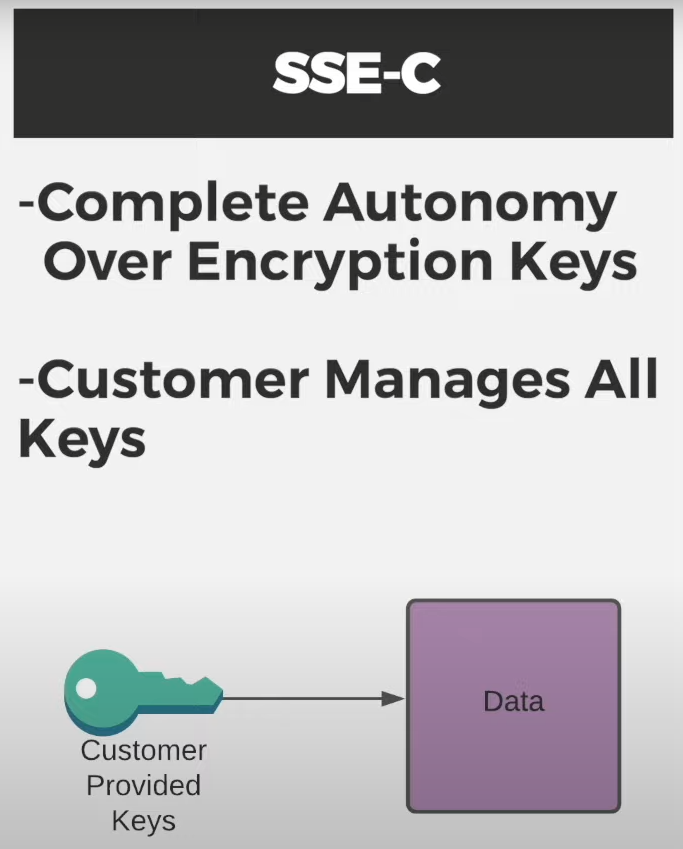 SSE-C
-Complete Autonomy
Over Encryption Keys
-Customer Manages All
Keys
Data
Customer
Provided
Keys